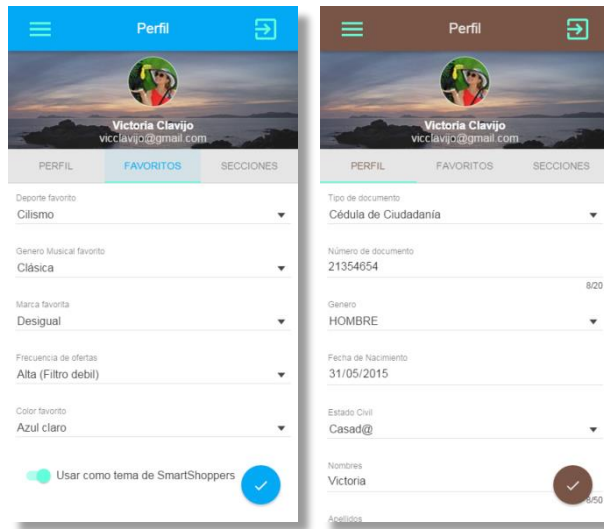 Perfil
Victoria Clavijo
vicclavijo@gmail.com
PERFIL FAVORITOS SECCIONES
Deporte favorito
Cilismo
Genero Musical favorito
Clásica
Marca favorita
Desigual
Frecuencia de ofertas
Alta (Filtro debil)
Color favorito
Azul claro
Usar como tema de SmartShoppers
Perfil
Victoria Clavijo
vicclavijo@gmail.com
PERFIL FAVORITOS SECCIONES
Tipo de documento
Cédula de Ciudadanía
Número de documento
21354654
8/20
Genero
HOMBRE
Fecha de Nacimiento
31/05/2015
Estado Civil
Casad@
Nombres
Victoria
8/50
Apellidos